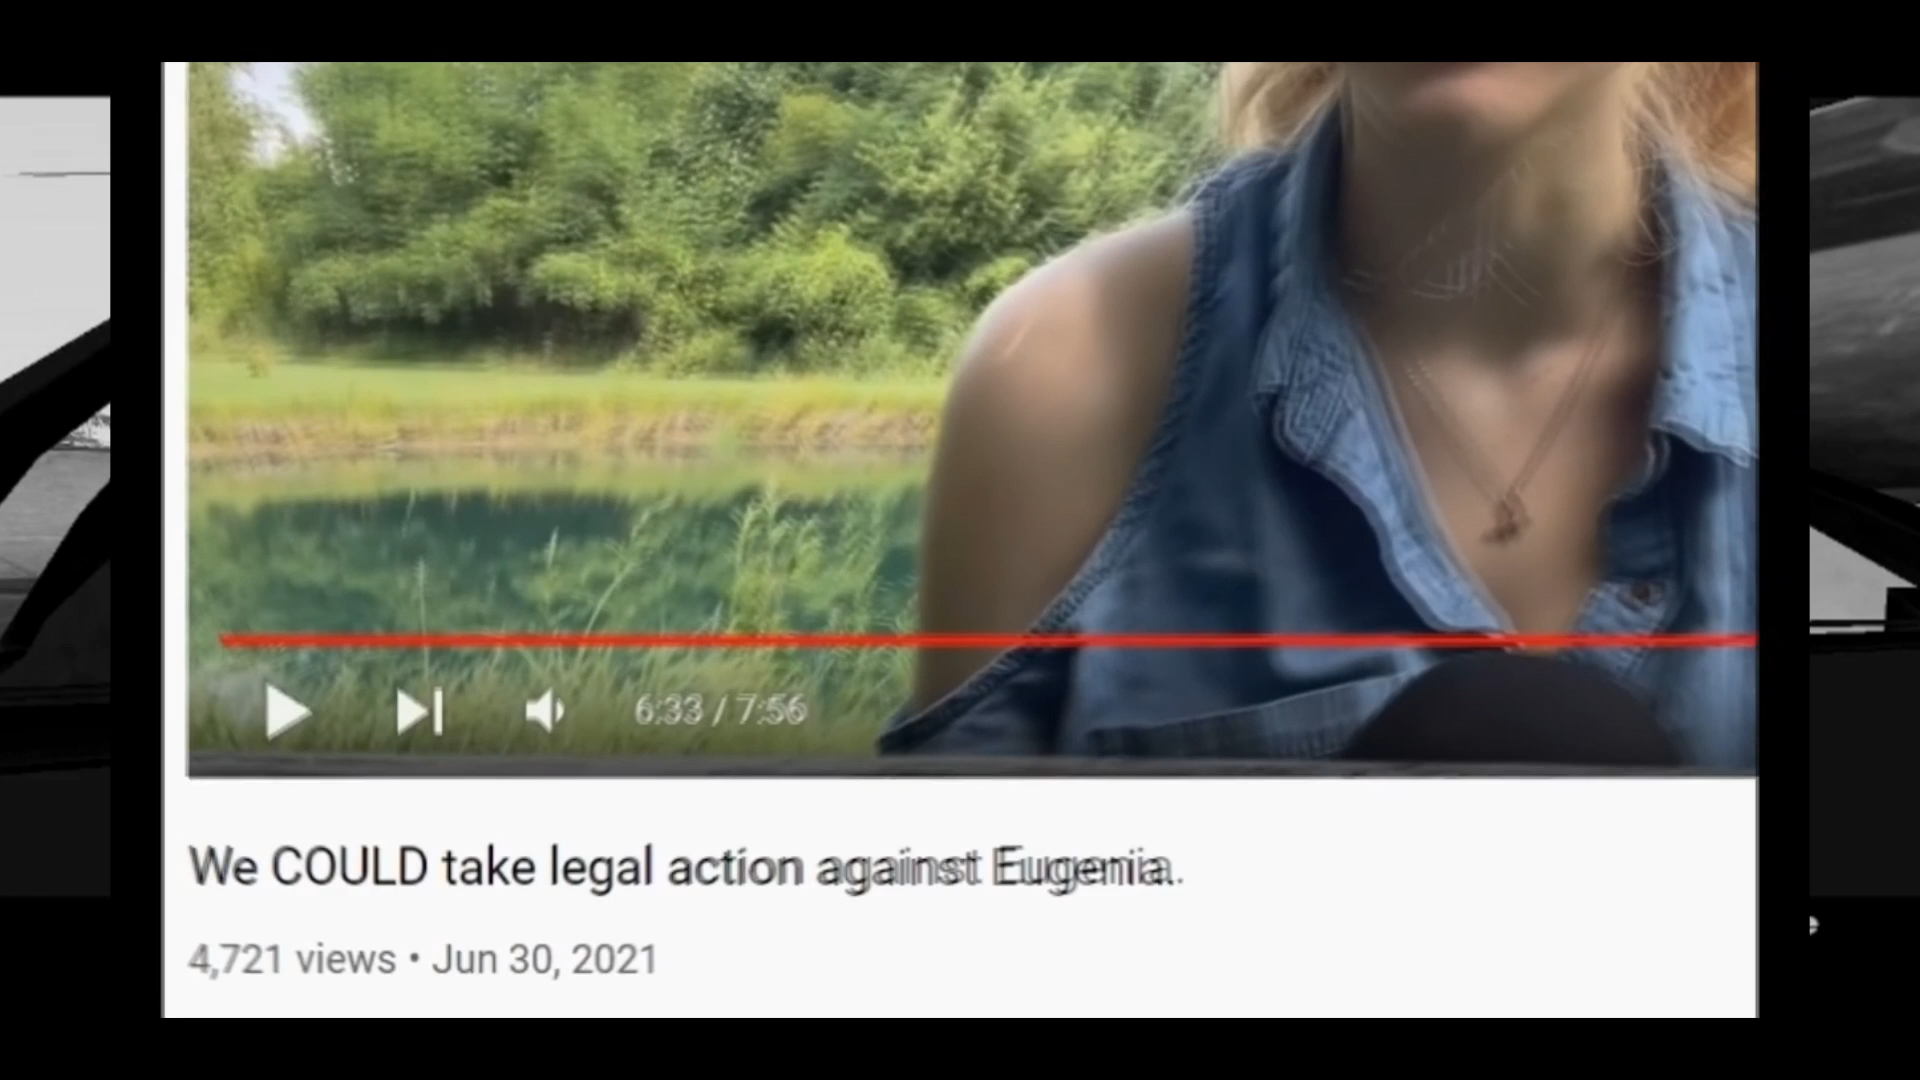 6:33 / 7:56
We COULD take legal action against Eugenia.
4,721 views • Jun 30, 2021